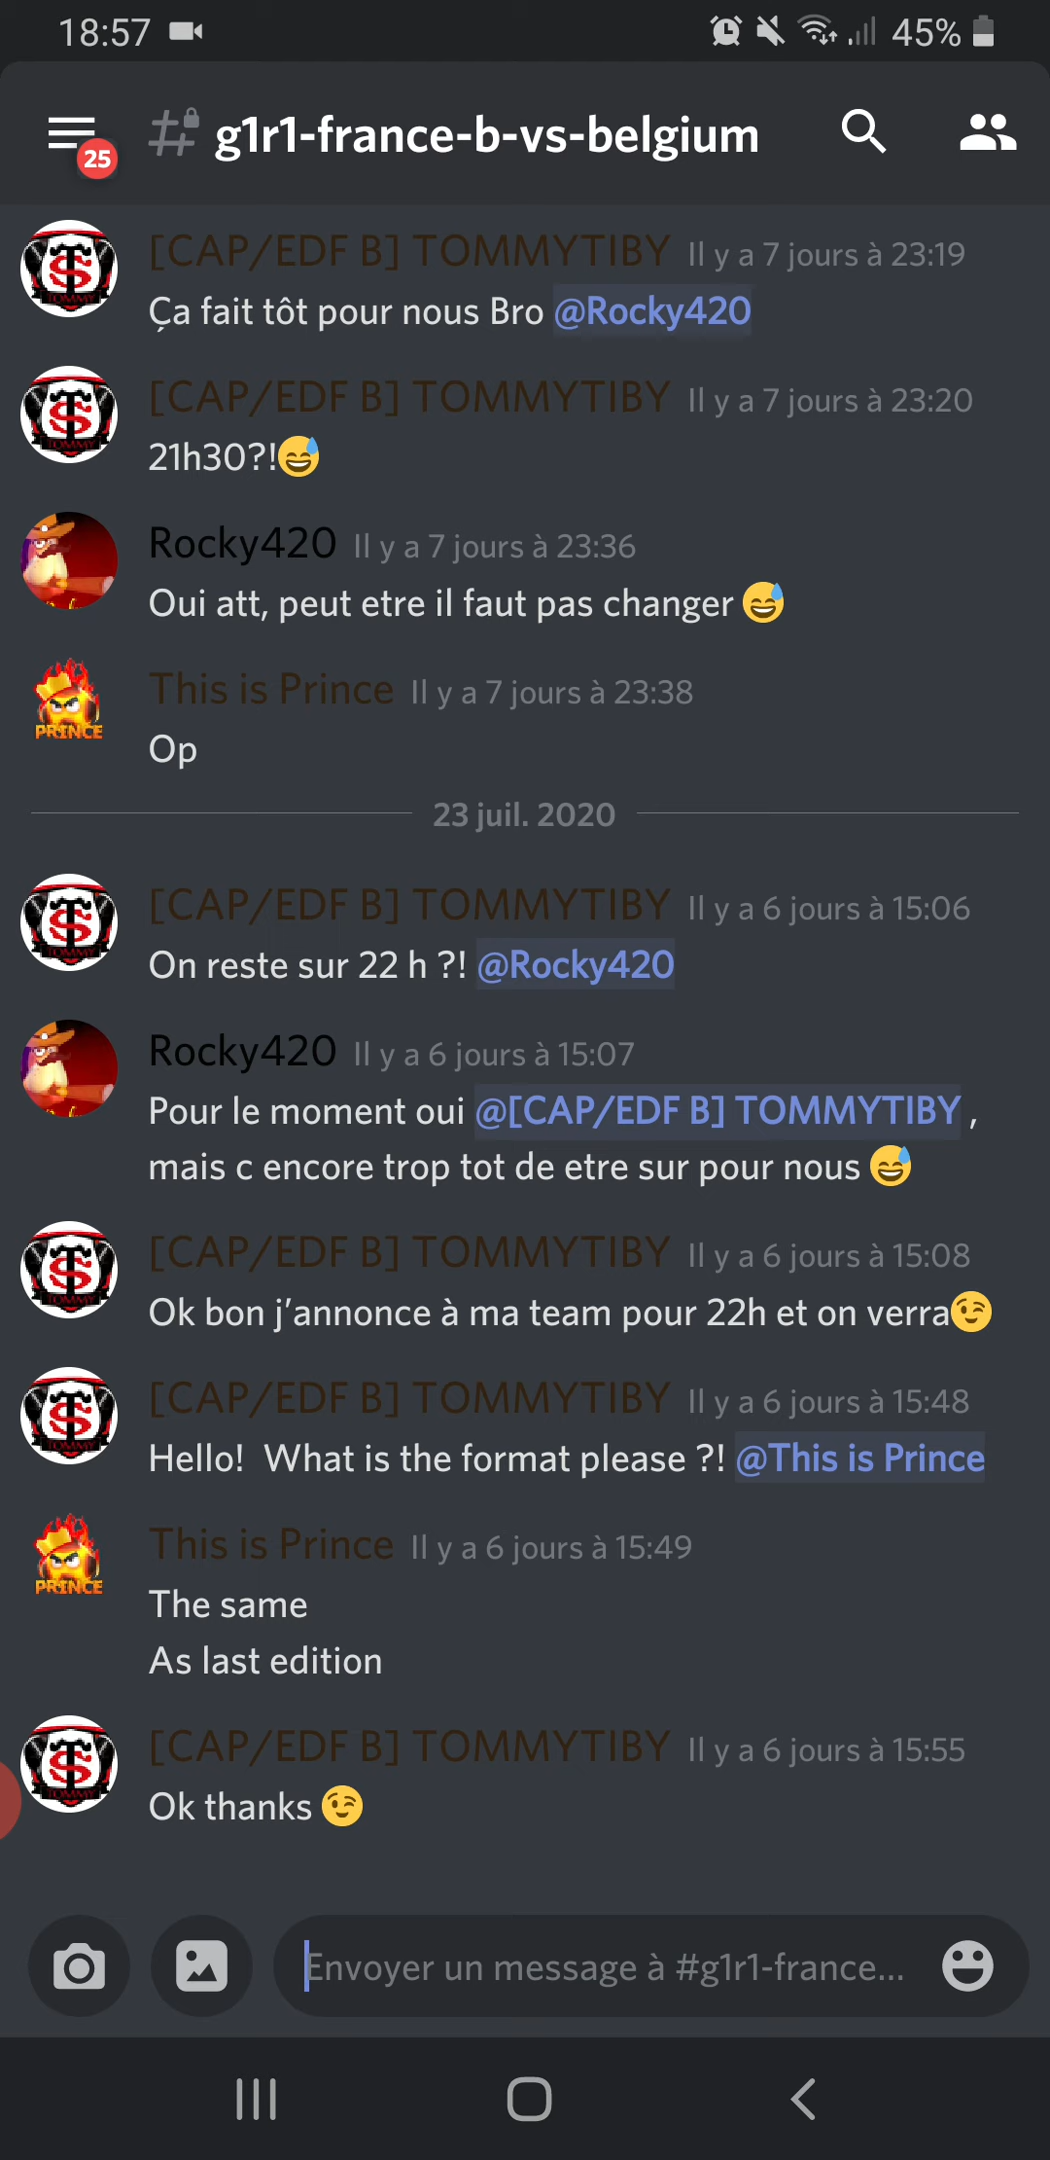 18:57
45%
25
g1r1-france-b-vs-belgium
[CAP/EDF B] TOMMYTIBY Il y a 7 jours à 23:19
Ça fait tôt pour nous Bro @Rocky420
[CAP/EDF B] TOMMYTIBY Il y a 7 jours à 23:20
21h30?!😅
Rocky420 Il y a 7 jours à 23:36
Oui att, peut etre il faut pas changer 😅
This is Prince Il y a 7 jours à 23:38
Op
23 juil. 2020
[CAP/EDF B] TOMMYTIBY Il y a 6 jours à 15:06
On reste sur 22 h ?! @Rocky420
Rocky420 Il y a 6 jours à 15:07
Pour le moment oui @[CAP/EDF B] TOMMYTIBY ,
mais c encore trop tot de etre sur pour nous 😅
[CAP/EDF B] TOMMYTIBY Il y a 6 jours à 15:08
Ok bon j’annonce à ma team pour 22h et on verra😉
[CAP/EDF B] TOMMYTIBY Il y a 6 jours à 15:48
Hello!  What is the format please ?! @This is Prince
This is Prince Il y a 6 jours à 15:49
The same
As last edition
[CAP/EDF B] TOMMYTIBY Il y a 6 jours à 15:55
Ok thanks 😉
Envoyer un message à #g1r1-france...
TOMMY
PRINCE